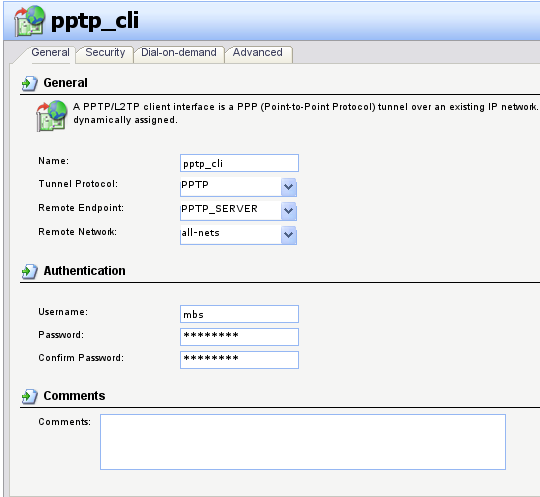 pptp_cli
General Security Dial-on-demand Advanced
General
A PPTP/L2TP client interface is a PPP (Point-to-Point Protocol) tunnel over an existing IP network.
dynamically assigned.
Name: pptp_cli
Tunnel Protocol: PPTP
Remote Endpoint: PPTP_SERVER
Remote Network: all-nets
Authentication
Username: mbs
Password: ********
Confirm Password: ********
Comments
Comments: